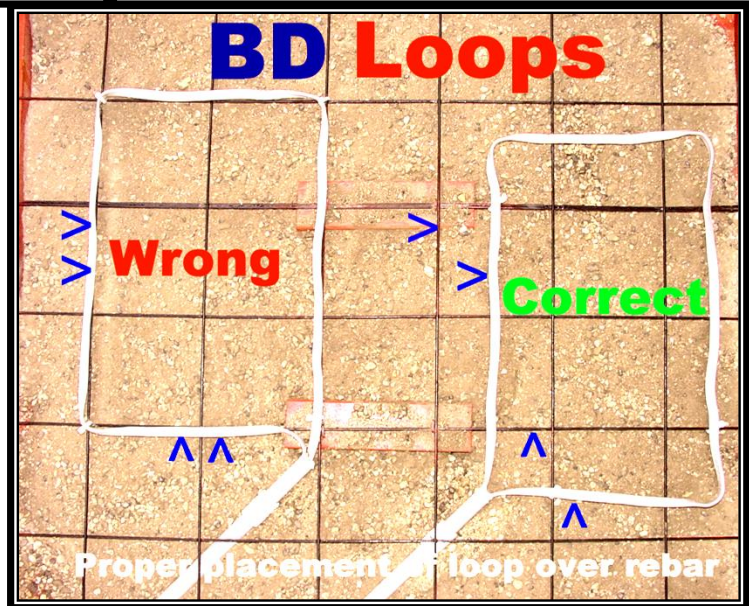 BD Loops
> >
Wrong
>
Correct
^ ^
^
^
Proper placement of loop over rebar